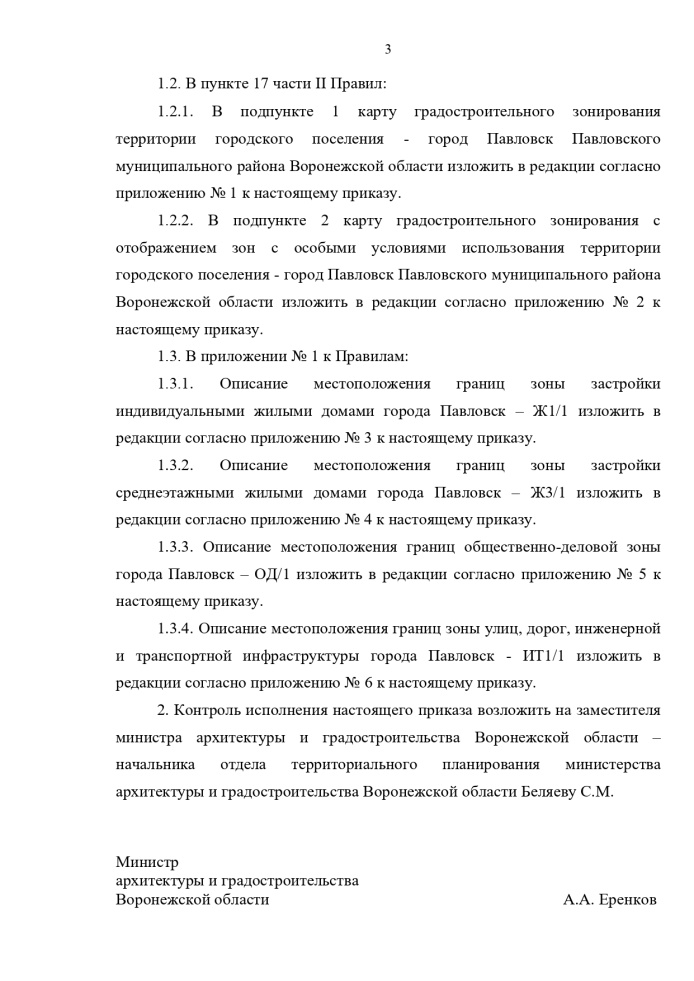 3
1.2. В пункте 17 части II Правил:
1.2.1. В подпункте 1 карту градостроительного зонирования
территории городского поселения - город Павловск Павловского
муниципального района Воронежской области изложить в редакции согласно
приложению № 1 к настоящему приказу.
1.2.2. В подпункте 2 карту градостроительного зонирования с
отображением зон с особыми условиями использования территории
городского поселения - город Павловск Павловского муниципального района
Воронежской области изложить в редакции согласно приложению № 2 к
настоящему приказу.
1.3. В приложении № 1 к Правилам:
1.3.1. Описание местоположения границ зоны застройки
индивидуальными жилыми домами города Павловск – Ж1/1 изложить в
редакции согласно приложению № 3 к настоящему приказу.
1.3.2. Описание местоположения границ зоны застройки
среднеэтажными жилыми домами города Павловск – Ж3/1 изложить в
редакции согласно приложению № 4 к настоящему приказу.
1.3.3. Описание местоположения границ общественно-деловой зоны
города Павловск – ОД/1 изложить в редакции согласно приложению № 5 к
настоящему приказу.
1.3.4. Описание местоположения границ зоны улиц, дорог, инженерной
и транспортной инфраструктуры города Павловск - ИТ1/1 изложить в
редакции согласно приложению № 6 к настоящему приказу.
2. Контроль исполнения настоящего приказа возложить на заместителя
министра архитектуры и градостроительства Воронежской области –
начальника отдела территориального планирования министерства
архитектуры и градостроительства Воронежской области Беляеву С.М.
Министр
архитектуры и градостроительства
Воронежской области А.А. Еренков